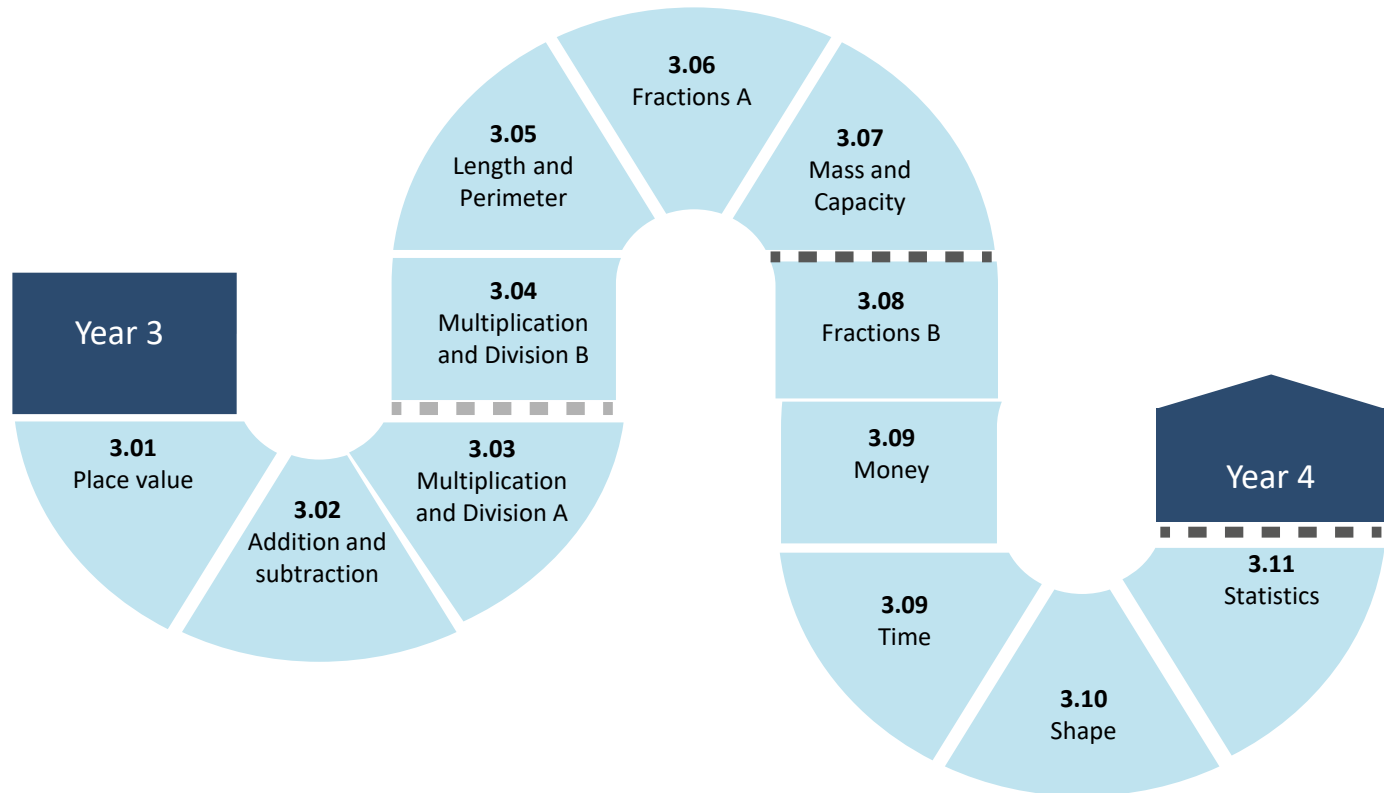 Year 3
3.01
Place value
3.02
Addition and
subtraction
3.03
Multiplication
and Division A
3.04
Multiplication
and Division B
3.05
Length and
Perimeter
3.06
Fractions A
3.07
Mass and
Capacity
3.08
Fractions B
3.09
Money
3.09
Time
3.10
Shape
3.11
Statistics
Year 4